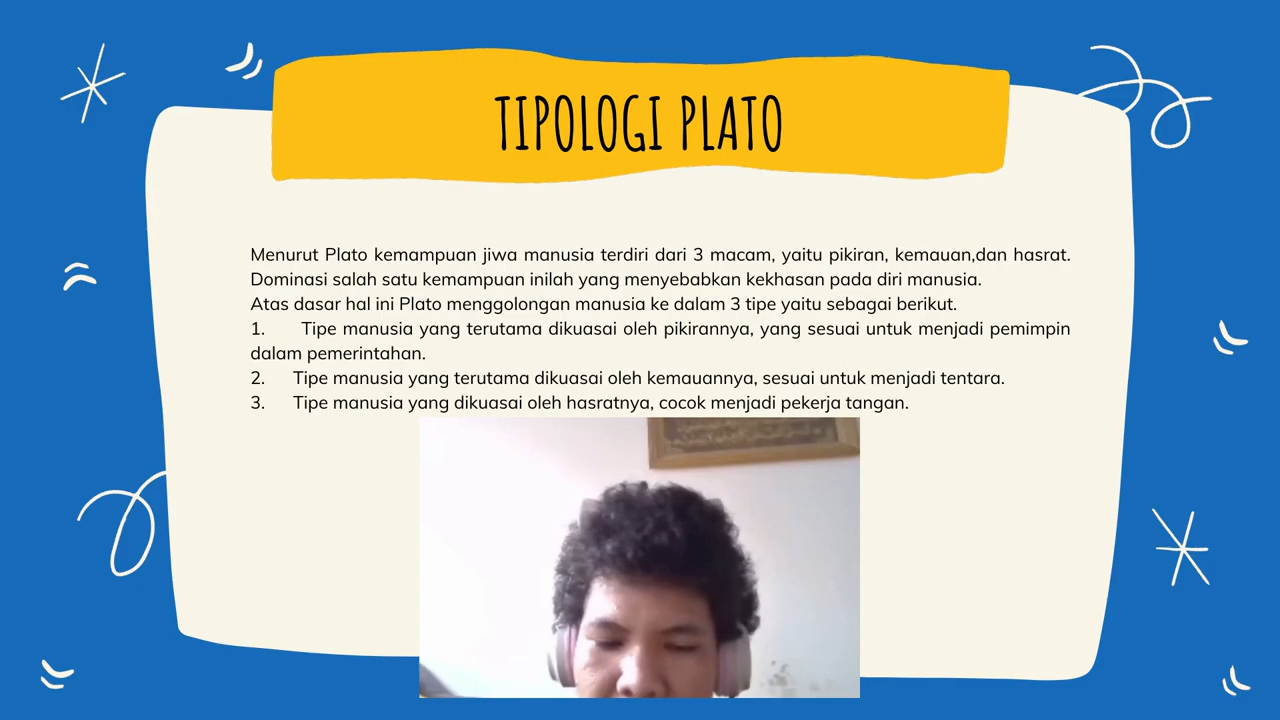 TIPOLOGI PLATO
Menurut Plato kemampuan jiwa manusia terdiri dari 3 macam, yaitu pikiran, kemauan,dan hasrat.
Dominasi salah satu kemampuan inilah yang menyebabkan kekhasan pada diri manusia.
Atas dasar hal ini Plato menggolongan manusia ke dalam 3 tipe yaitu sebagai berikut.
1. Tipe manusia yang terutama dikuasai oleh pikirannya, yang sesuai untuk menjadi pemimpin
dalam pemerintahan.
2. Tipe manusia yang terutama dikuasai oleh kemauannya, sesuai untuk menjadi tentara.
3. Tipe manusia yang dikuasai oleh hasratnya, cocok menjadi pekerja tangan.